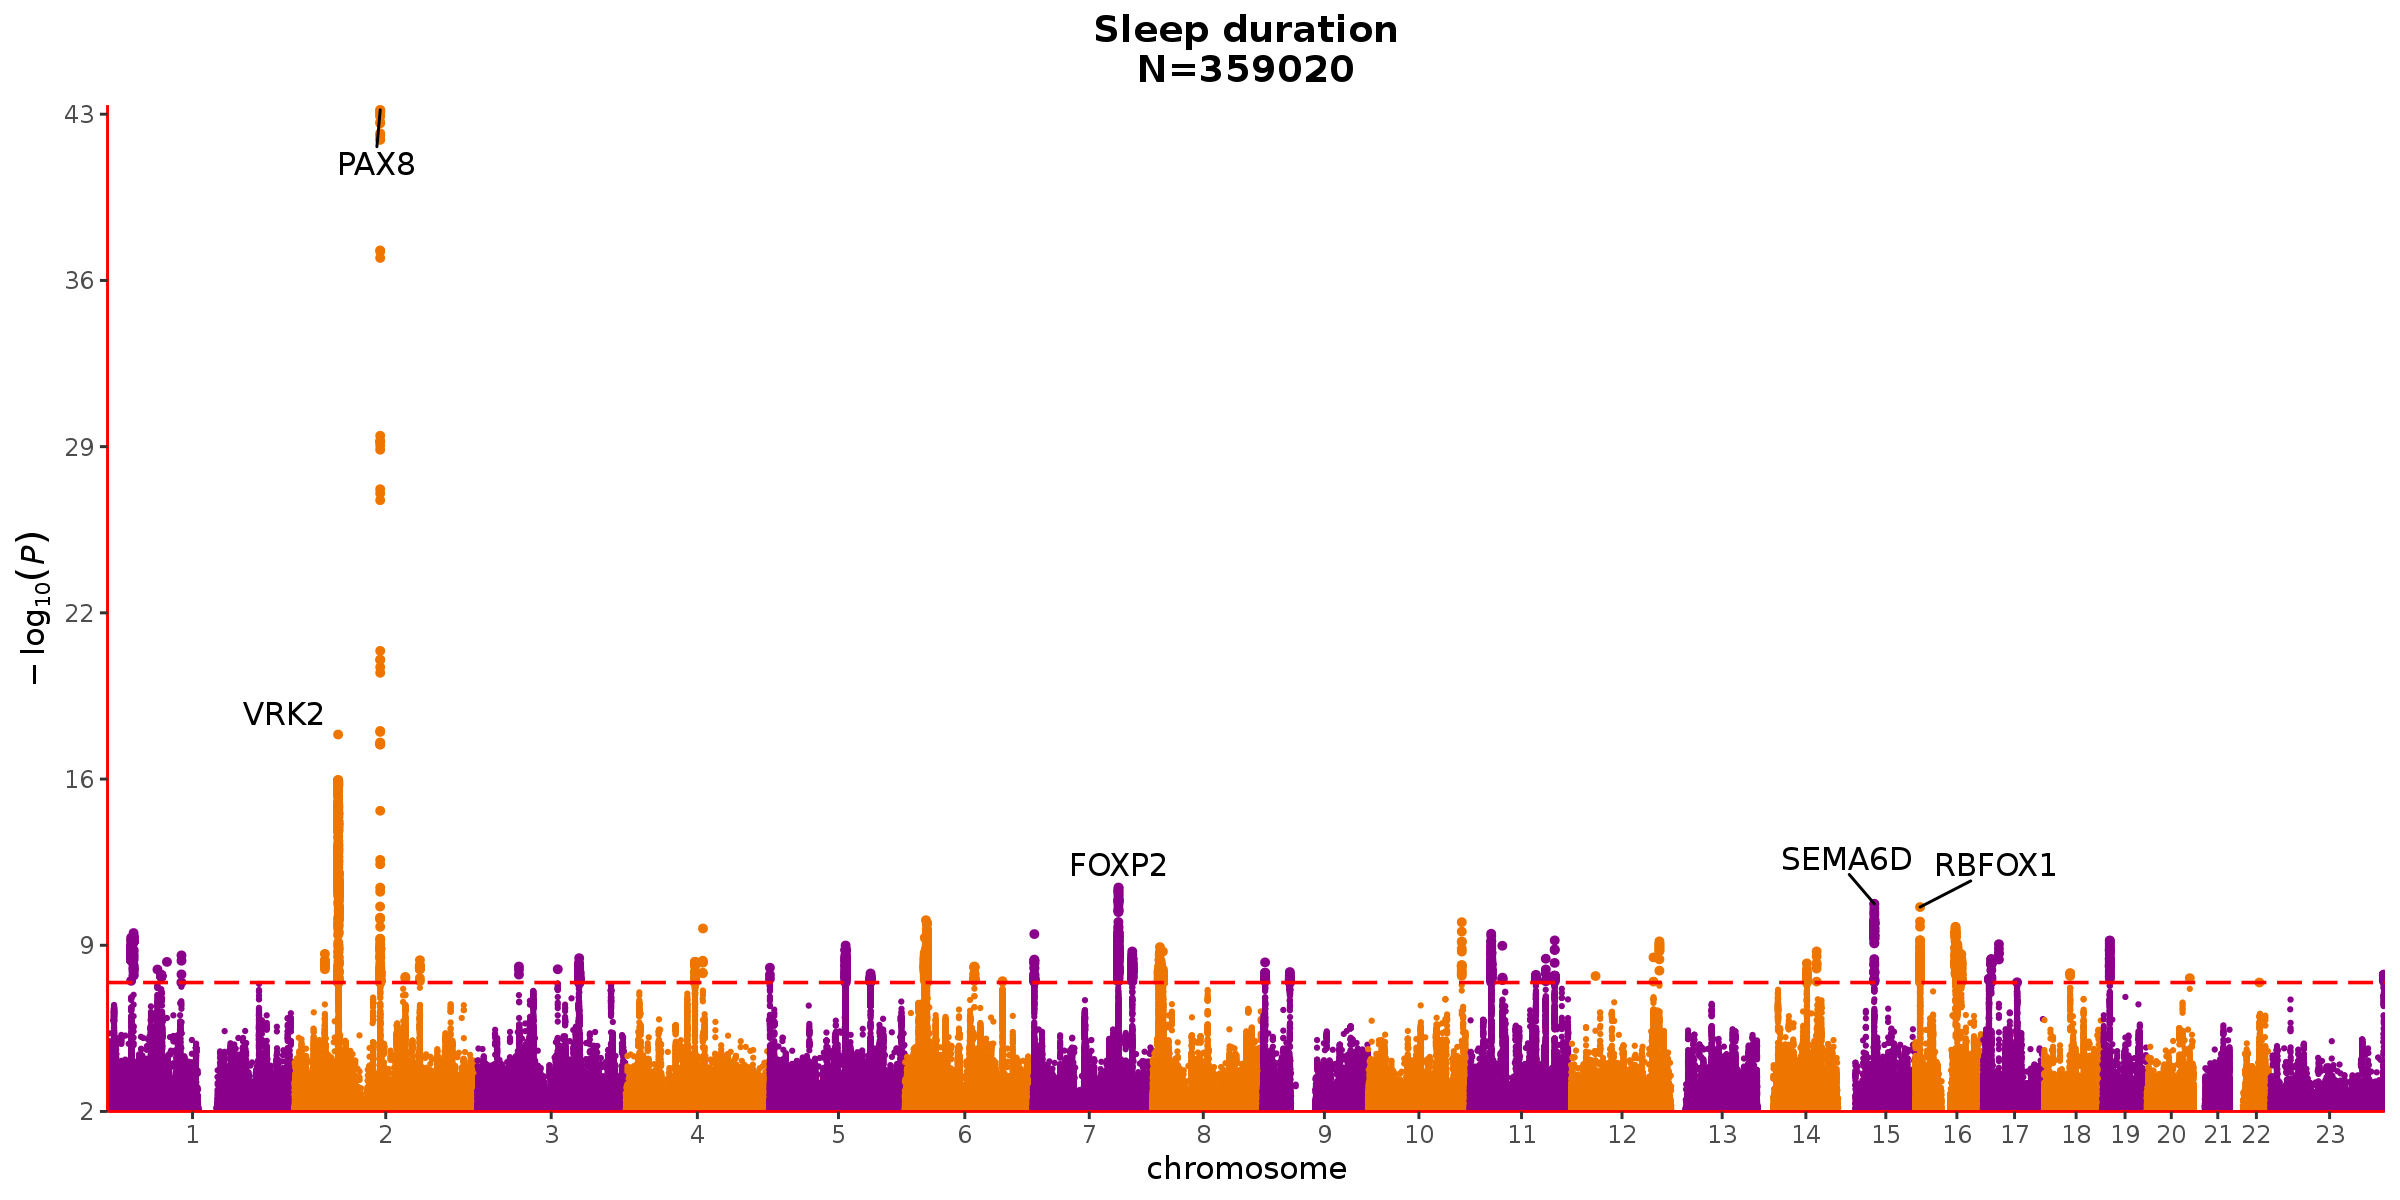 Sleep duration
N=359020
43
PAX8
36
29
22
VRK2
16
FOXP2
SEMA6D
RBFOX1
9
2
−log10(P)
1 2 3 4 5 6 7 8 9 10 11 12 13 14 15 16 17 18 19 20 21 22 23
chromosome